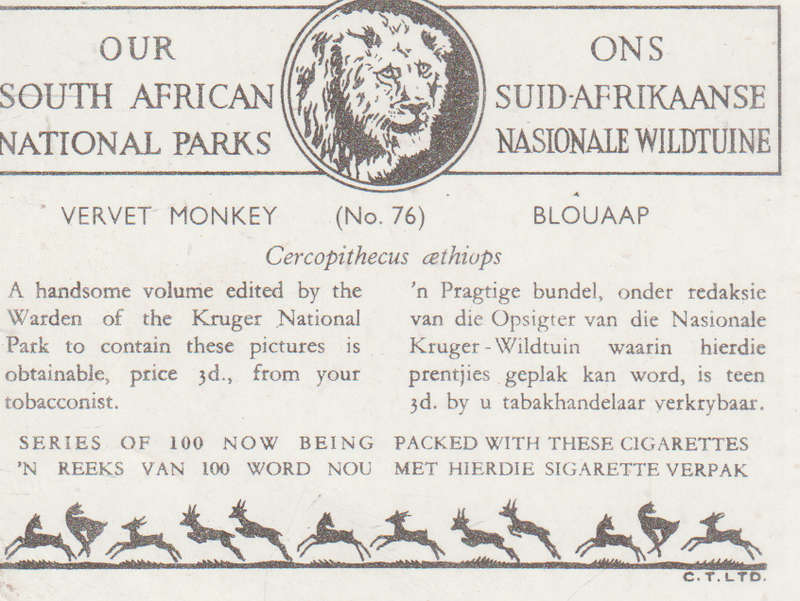 OUR
SOUTH AFRICAN
NATIONAL PARKS
ONS
SUID-AFRIKAANSE
NASIONALE WILDTUINE
VERVET MONKEY (No. 76) BLOUAAP
Cercopithecus æthiops
A handsome volume edited by the
Warden of the Kruger National
Park to contain these pictures is
obtainable, price 3d., from your
tobacconist.
'n Pragtige bundel, onder redaksie
van die Opsigter van die Nasionale
Kruger-Wildtuin waarin hierdie
prentjies geplak kan word, is teen
3d. by u tabakhandelaar verkrybaar.
SERIES OF 100 NOW BEING PACKED WITH THESE CIGARETTES
'N REEKS VAN 100 WORD NOU MET HIERDIE SIGARETTE VERPAK
C.T. LTD.